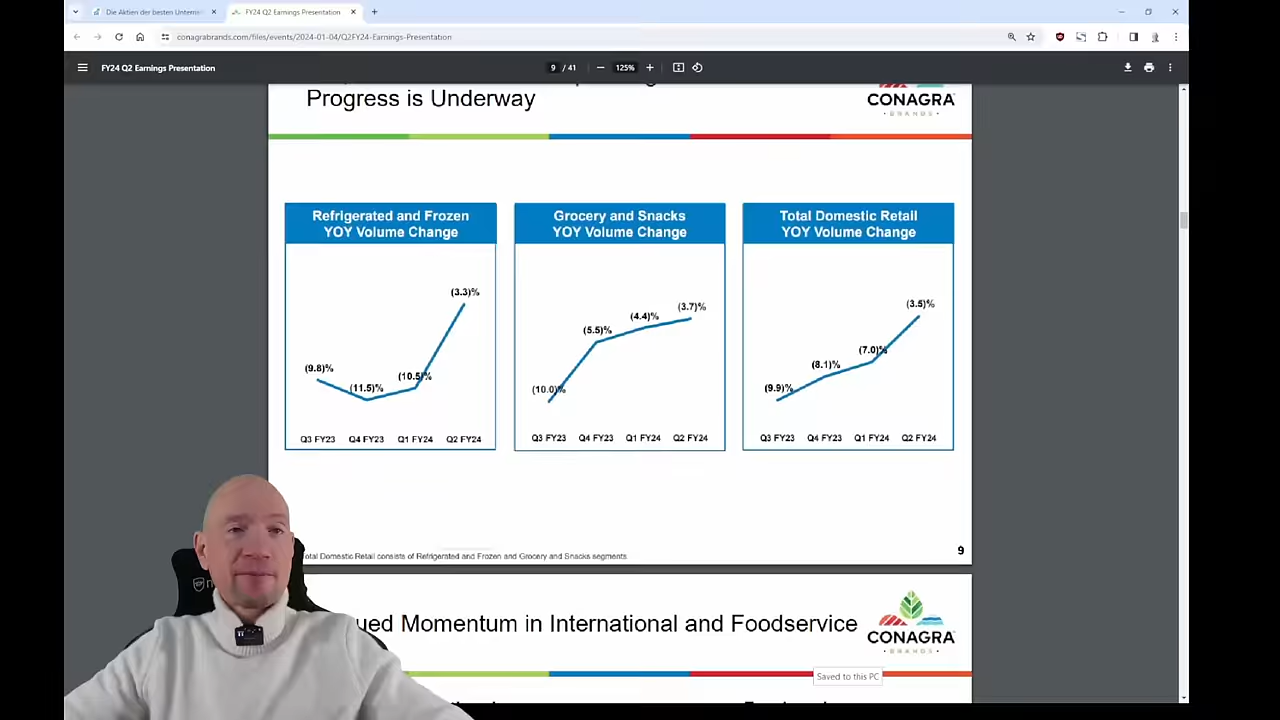 Die Aktien der besten Unterne
FY24 Q2 Earnings Presentation
conagrabrands.com/files/events/2024-01-04/Q2FY24-Earnings-Presentation
FY24 Q2 Earnings Presentation
9 / 41
125%
Progress is Underway
CONAGRA
BRANDS
Refrigerated and Frozen
YOY Volume Change
(9.8)%
(11.5)%
(10.5)%
(3.3)%
Q3 FY23 Q4 FY23 Q1 FY24 Q2 FY24
Grocery and Snacks
YOY Volume Change
(10.0)%
(5.5)%
(4.4)%
(3.7)%
Q3 FY23 Q4 FY23 Q1 FY24 Q2 FY24
Total Domestic Retail
YOY Volume Change
(9.9)%
(8.1)%
(7.0)%
(3.5)%
Q3 FY23 Q4 FY23 Q1 FY24 Q2 FY24
otal Domestic Retail consists of Refrigerated and Frozen and Grocery and Snacks segments.
9
ued Momentum in International and Foodservice
CONAGRA
BRANDS
Saved to this PC